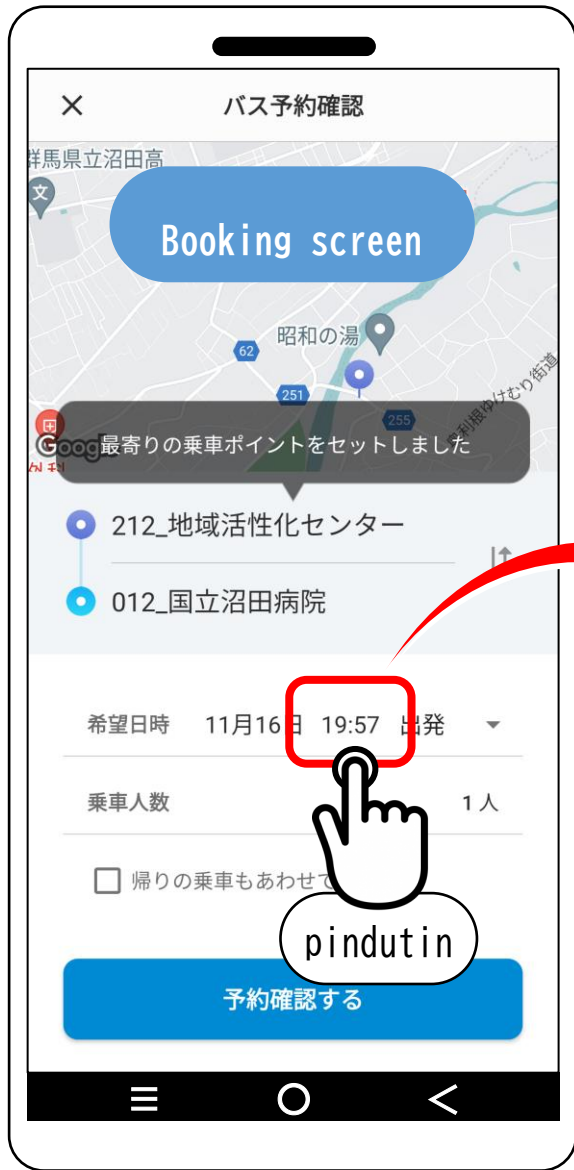 バス予約確認
群馬県立沼田高
文
Booking screen
昭和の湯
62
251
255
利根ゆけむり街道
Google
最寄りの乗車ポイントをセットしました
212_地域活性化センター
012_国立沼田病院
希望日時 11月16日 19:57 出発
乗車人数 1人
帰りの乗車もあわせて
pindutin
予約確認する